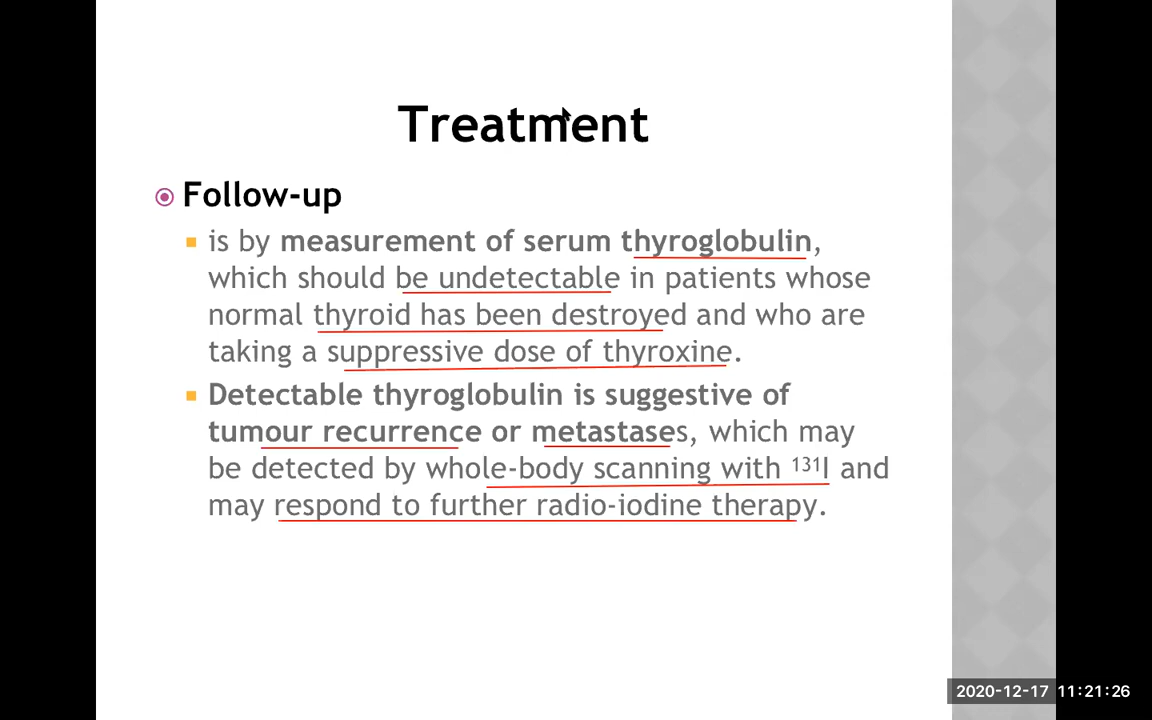 Treatment
Follow-up
is by measurement of serum thyroglobulin,
which should be undetectable in patients whose
normal thyroid has been destroyed and who are
taking a suppressive dose of thyroxine.
Detectable thyroglobulin is suggestive of
tumour recurrence or metastases, which may
be detected by whole-body scanning with ¹³¹I and
may respond to further radio-iodine therapy.
2020-12-17 11:21:26